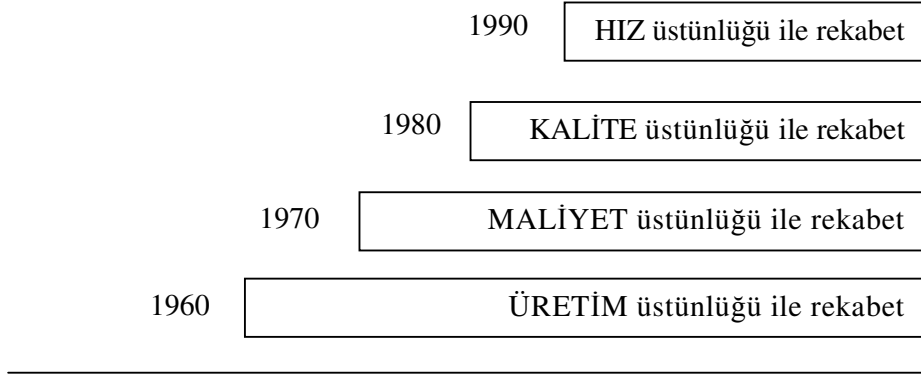 1990 HIZ üstünlüğü ile rekabet
1980 KALİTE üstünlüğü ile rekabet
1970 MALİYET üstünlüğü ile rekabet
1960 ÜRETİM üstünlüğü ile rekabet